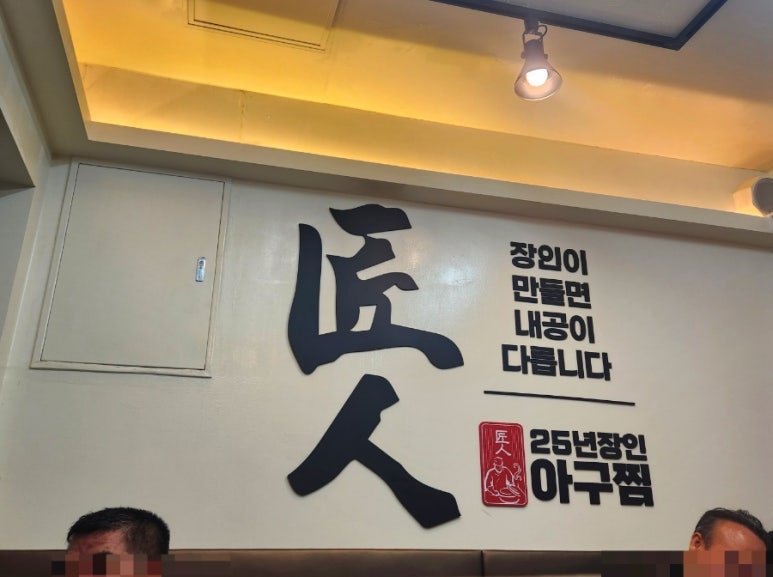 匠人
장인이
만들면
내공이
다릅니다
匠人
25년장인
아구찜